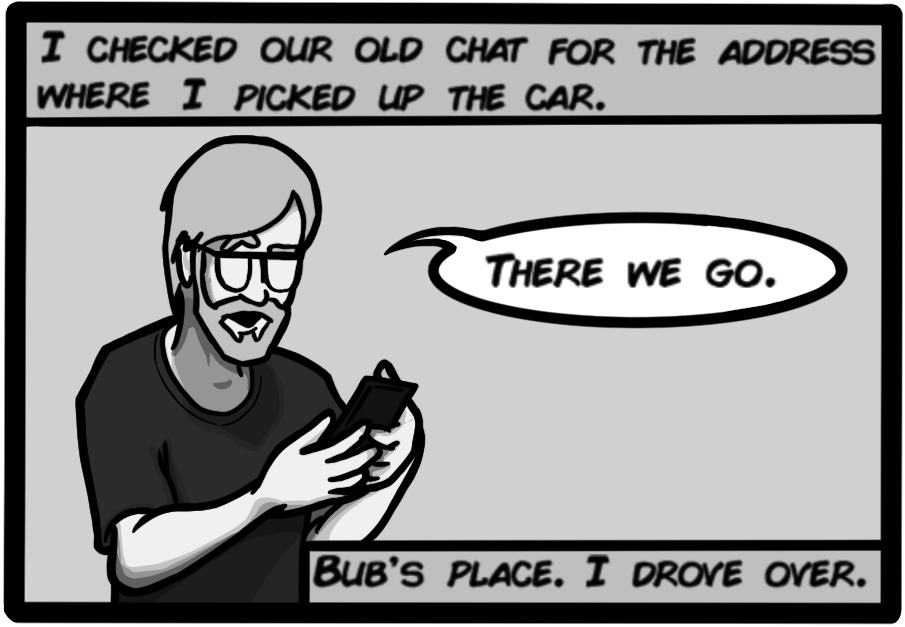 I CHECKED OUR OLD CHAT FOR THE ADDRESS
WHERE I PICKED UP THE CAR.
THERE WE GO.
BUB'S PLACE. I DROVE OVER.